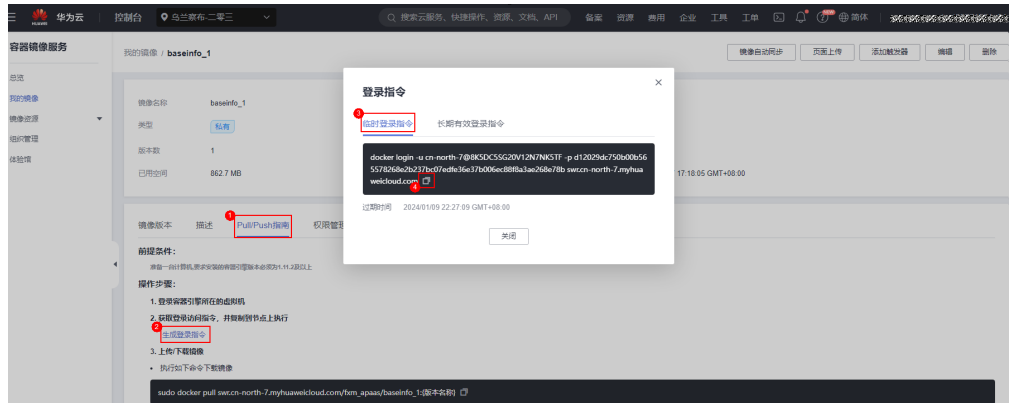 HUAWEI 华为云 控制台 乌兰察布-二零三 搜索云服务、快捷操作、资源、文档、API 备案 资源 费用 企业 工具 工单 简体
容器镜像服务
我的镜像 / baseinfo_1
镜像自动同步 页面上传 添加触发器 编辑 删除
总览
我的镜像
镜像资源
组织管理
体验馆
镜像名称 baseinfo_1
类型 私有
版本数 1
已用空间 862.7 MB
17:18:05 GMT+08:00
登录指令
3
临时登录指令 长期有效登录指令
docker login -u cn-north-7@8K5DC5SG20V12N7NK5TF -p d12029dc750b00b56
5578268e2b237bc07edfe36e37b006ec88f8a3ae268e78b swr.cn-north-7.myhua
weicloud.com
4
过期时间 2024/01/09 22:27:09 GMT+08:00
关闭
1
镜像版本 描述 Pull/Push指南 权限管理
前提条件：
准备一台计算机,要求安装的容器引擎版本必须为1.11.2及以上
操作步骤：
1. 登录容器引擎所在的虚拟机
2. 获取登录访问指令，并复制到节点上执行
2
生成登录指令
3. 上传/下载镜像
• 执行如下命令下载镜像
sudo docker pull swr.cn-north-7.myhuaweicloud.com/fxm_apaas/baseinfo_1:{版本名称}